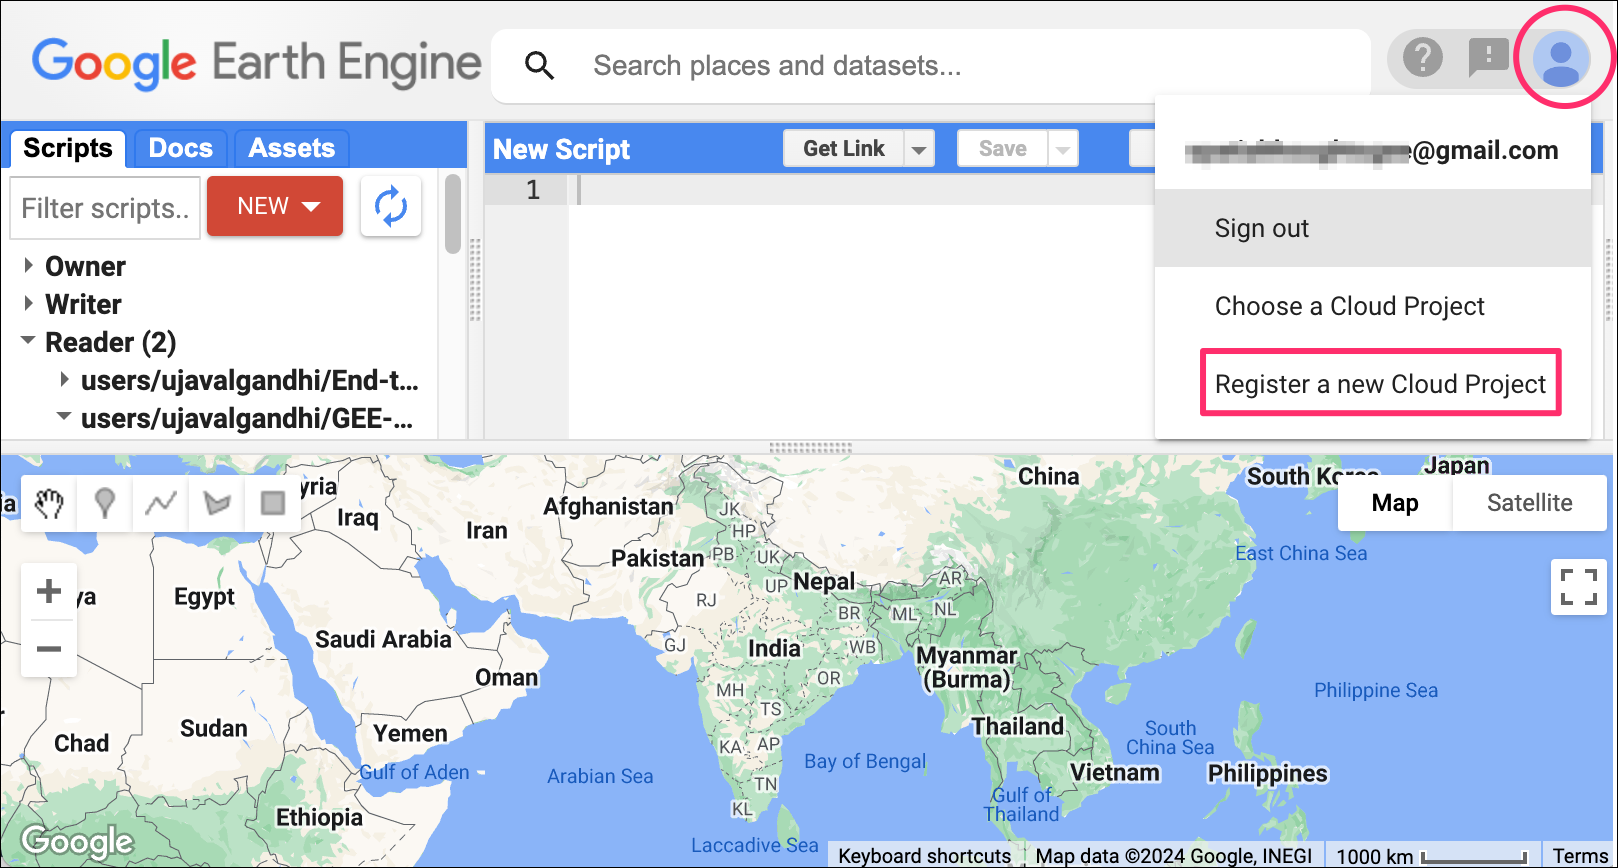 Google Earth Engine
Search places and datasets...
@gmail.com
Sign out
Choose a Cloud Project
Register a new Cloud Project
Scripts
Docs
Assets
Filter scripts..
NEW
Owner
Writer
Reader (2)
users/ujavalgandhi/End-t...
users/ujavalgandhi/GEE-...
New Script
Get Link
Save
1
Map
Satellite
China
South Kore
Japan
yria
ia
Iraq
Iran
Afghanistan
Pakistan
JK
HP
PB
UK
UP
Nepal
AR
East China Sea
ya
Egypt
RJ
BR
ML
NL
Saudi Arabia
GJ
India
WB
Myanmar
(Burma)
Oman
MH
OR
Philippine Sea
TS
Chad
Sudan
Yemen
KA
AP
Thailand
South
China Sea
Gulf of Aden
Arabian Sea
Bay of Bengal
Vietnam
Philippines
TN
KL
Gulf of
Thailand
Ethiopia
Laccadive Sea
Google
Keyboard shortcuts
Map data ©2024 Google, INEGI
1000 km
Terms